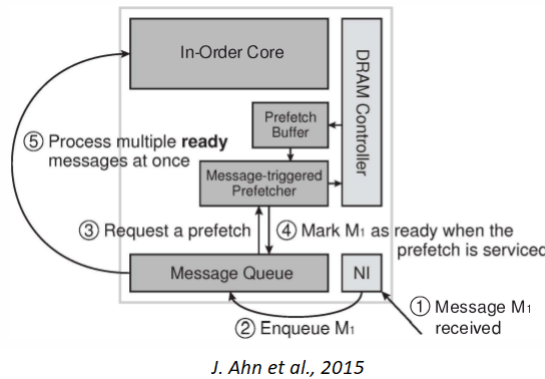 In-Order Core
DRAM Controller
Prefetch
Buffer
⑤ Process multiple ready
messages at once
Message-triggered
Prefetcher
③ Request a prefetch
④ Mark M₁ as ready when the
prefetch is serviced
Message Queue
NI
① Message M₁
received
② Enqueue M₁
J. Ahn et al., 2015